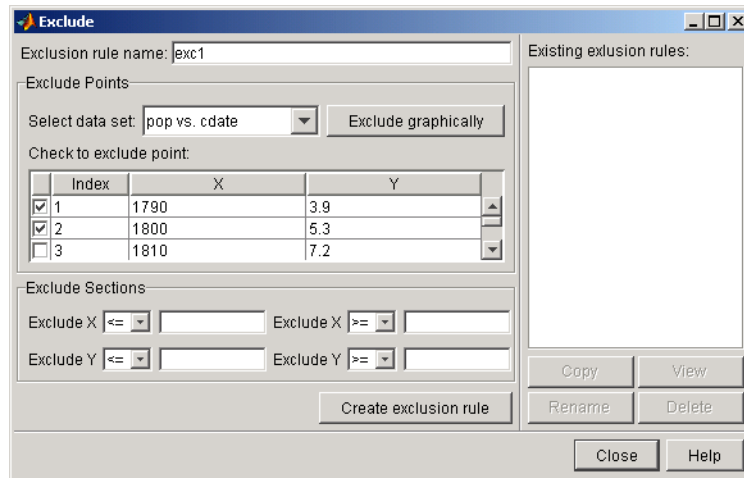 Exclude
Exclusion rule name: exc1
Existing exlusion rules:
Exclude Points
Select data set: pop vs. cdate Exclude graphically
Check to exclude point:
Index X Y
1 1790 3.9
2 1800 5.3
3 1810 7.2
Exclude Sections
Exclude X <= Exclude X >=
Exclude Y <= Exclude Y >=
Copy View
Create exclusion rule
Rename Delete
Close Help